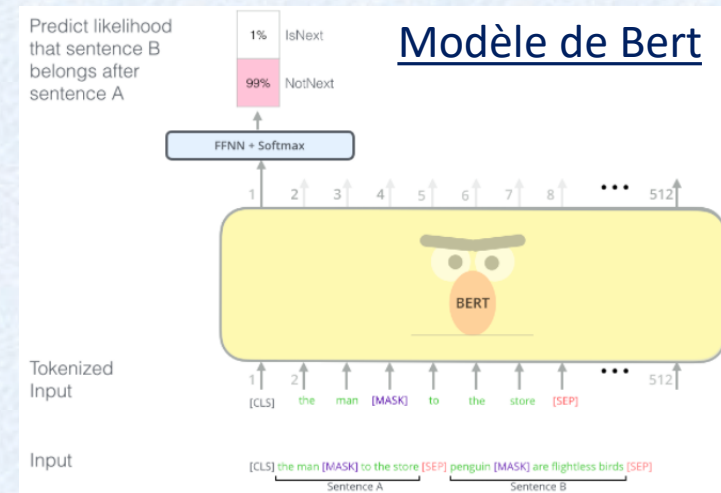 Modèle de Bert
Predict likelihood
that sentence B
belongs after
sentence A
1% IsNext
99% NotNext
FFNN + Softmax
1 2 3 4 5 6 7 8 ••• 512
BERT
Tokenized
Input
1 2 ••• 512
[CLS] the man [MASK] to the store [SEP]
Input
[CLS] the man [MASK] to the store [SEP] penguin [MASK] are flightless birds [SEP]
Sentence A Sentence B